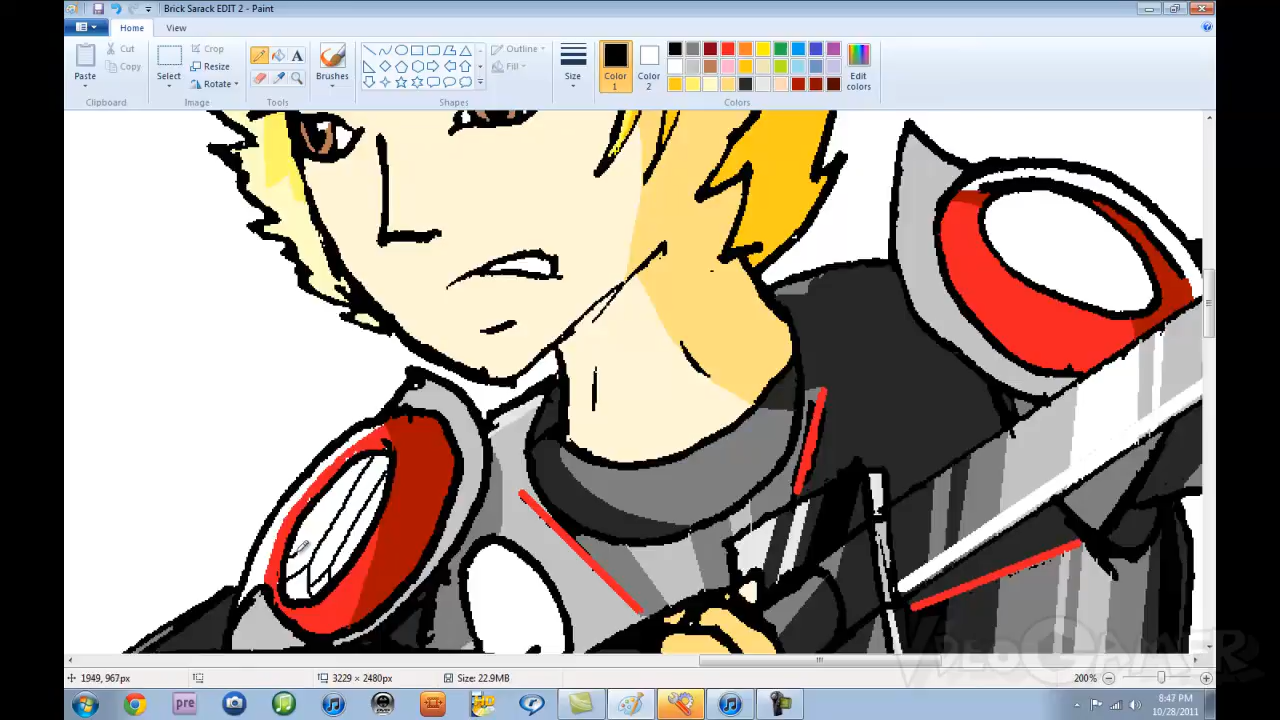 Brick Sarack EDIT 2 - Paint
Home View
Paste
Cut
Copy
Clipboard
Select
Crop
Resize
Rotate
Image
A
Tools
Brushes
Shapes
Outline
Fill
Size
Color 1
Color 2
Edit colors
Colors
VIDEOGAMER
1949, 967px
3229 × 2480px
Size: 22.9MB
200%
pre
8:47 PM
10/28/2011